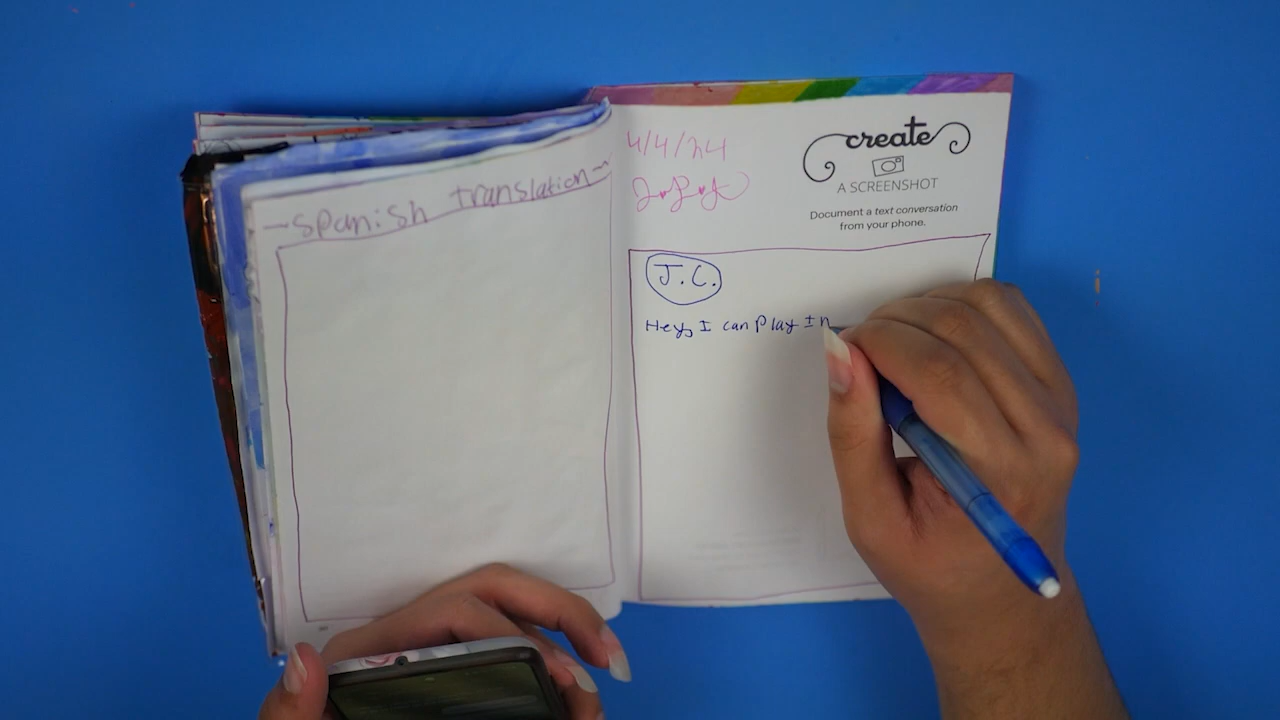 -spanish translation~
4/4/24
J.P.J
create
A SCREENSHOT
Document a text conversation
from your phone.
J.C.
Hey, I can play In